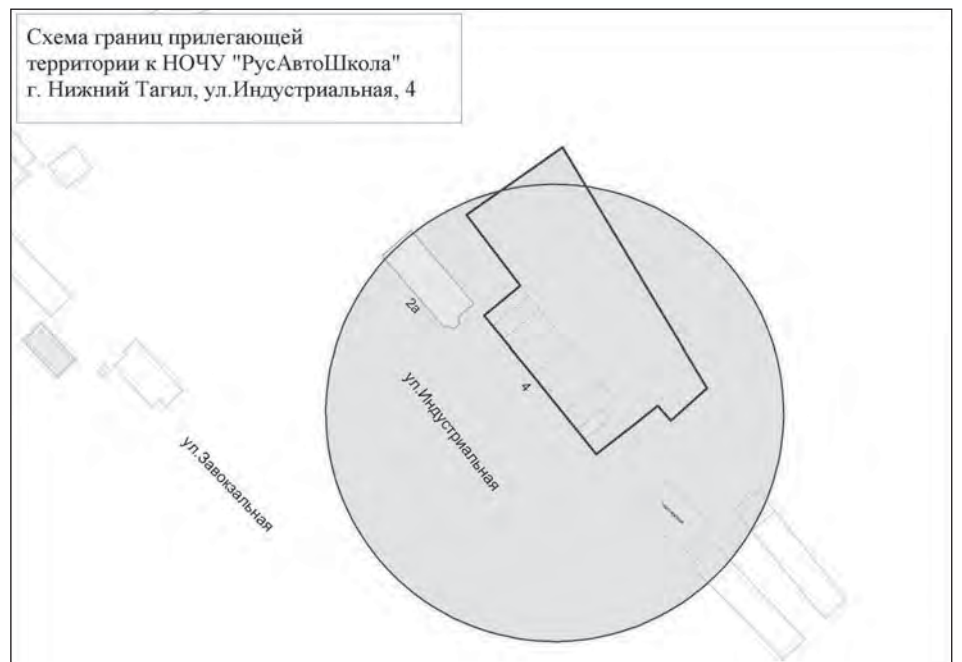 Схема границ прилегающей
территории к НОЧУ "РусАвтоШкола"
г. Нижний Тагил, ул.Индустриальная, 4
2а
4
ул.Индустриальная
ул.Завокзальная